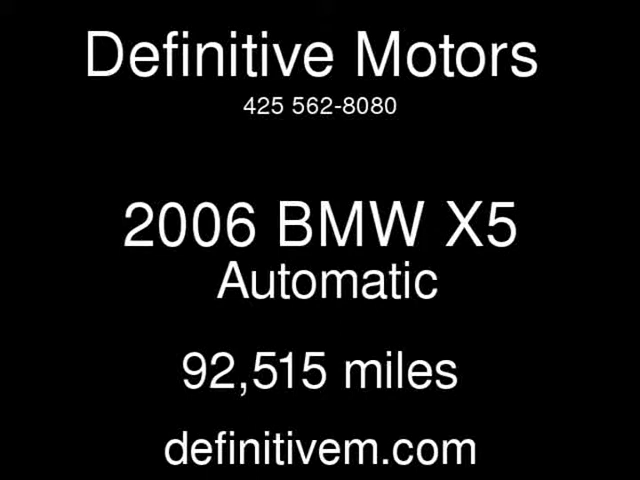 Definitive Motors
425 562-8080
2006 BMW X5
Automatic
92,515 miles
definitivem.com